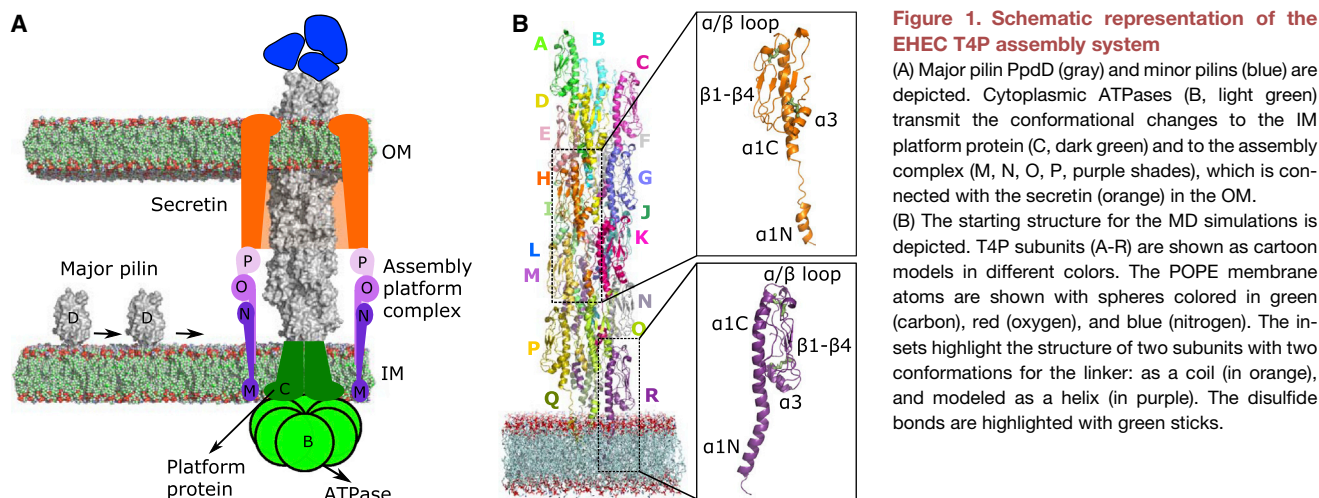 A
OM
Secretin
P
P
Major pilin
Assembly
platform
complex
O
O
N
N
D
D
IM
M
C
M
B
Platform
protein
ATPase
B
A
B
C
D
E
F
H
G
I
J
K
L
M
N
O
P
Q
R
α/β loop
β1-β4
α3
α1C
α1N
α/β loop
α1C
β1-β4
α3
α1N
Figure 1. Schematic representation of the
EHEC T4P assembly system
(A) Major pilin PpdD (gray) and minor pilins (blue) are
depicted. Cytoplasmic ATPases (B, light green)
transmit the conformational changes to the IM
platform protein (C, dark green) and to the assembly
complex (M, N, O, P, purple shades), which is con-
nected with the secretin (orange) in the OM.
(B) The starting structure for the MD simulations is
depicted. T4P subunits (A-R) are shown as cartoon
models in different colors. The POPE membrane
atoms are shown with spheres colored in green
(carbon), red (oxygen), and blue (nitrogen). The in-
sets highlight the structure of two subunits with two
conformations for the linker: as a coil (in orange),
and modeled as a helix (in purple). The disulfide
bonds are highlighted with green sticks.